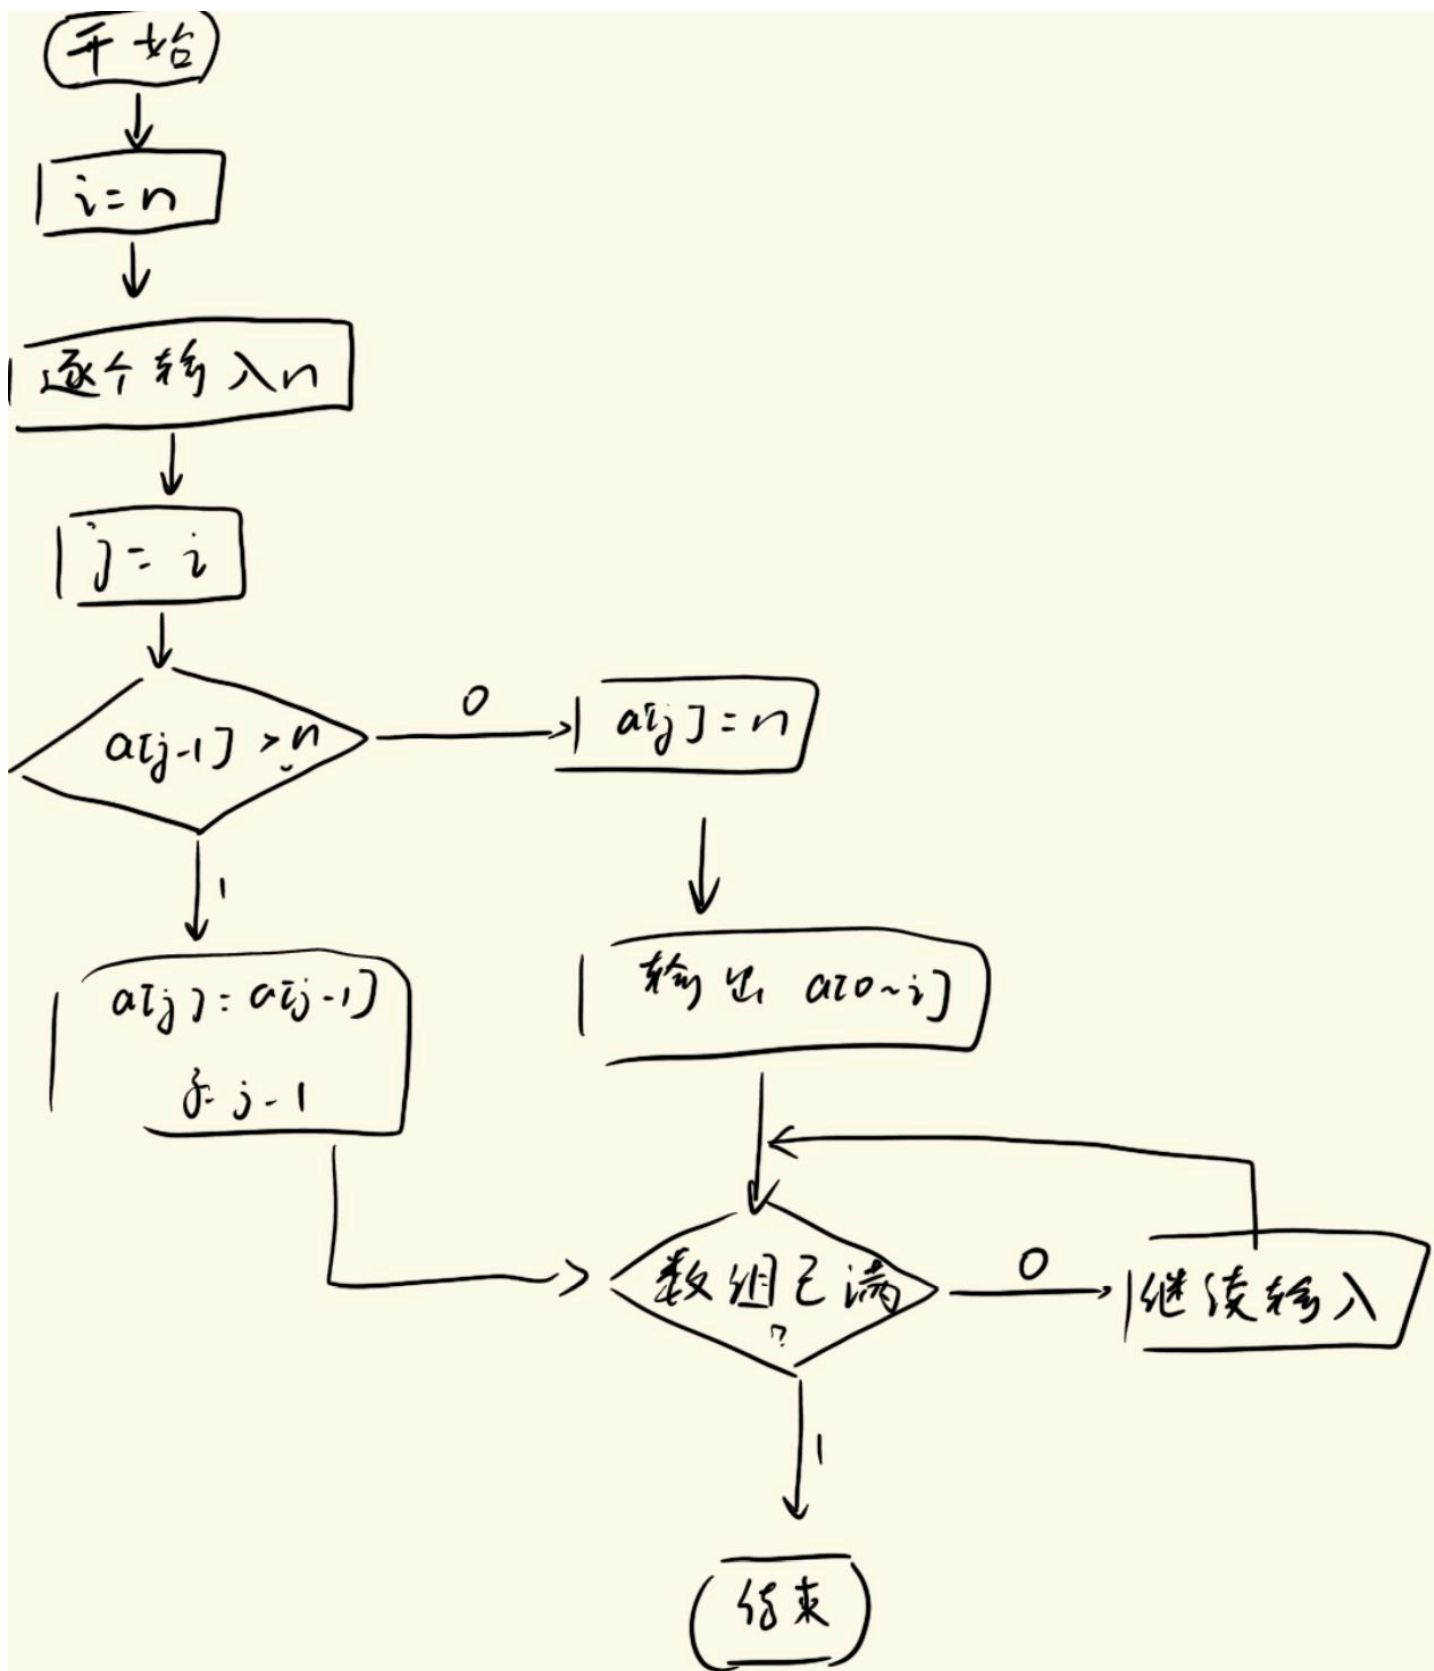 开始
i=n
逐个输入n
j= i
a[j-1] >n
0
a[j]=n
1
a[j]=a[j-1]
j=j-1
输出 a[0~i]
数组已满
?
0
继续输入
1
结束